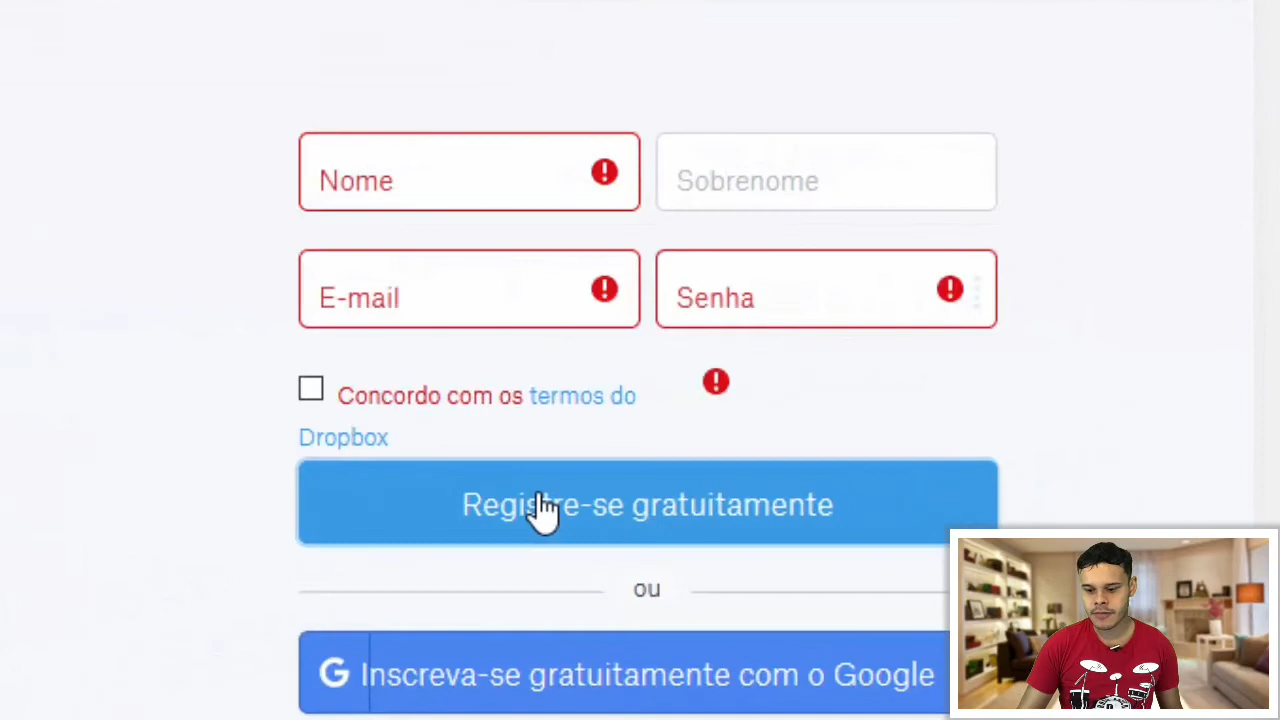 Nome
Sobrenome
E-mail
Senha
Concordo com os termos do
Dropbox
Registre-se gratuitamente
ou
G Inscreva-se gratuitamente com o Google